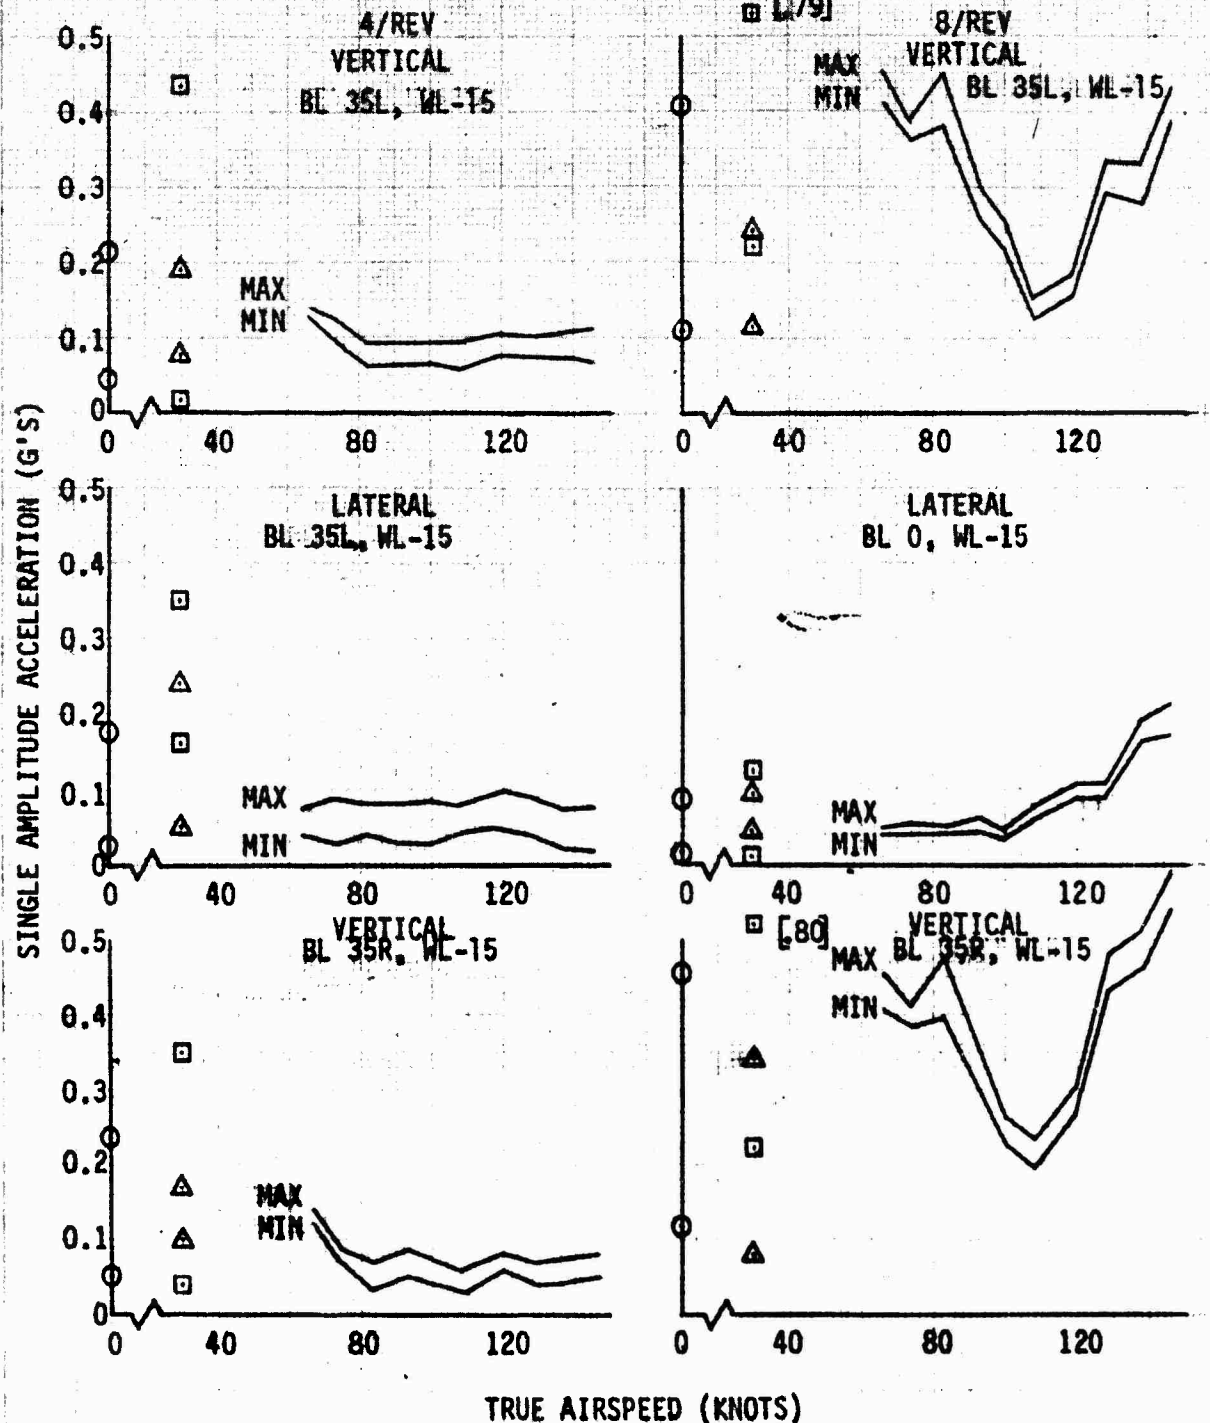 4/REV
VERTICAL
BL 35L, WL-15
0.5
0.4
0.3
0.2
0.1
0
MAX
MIN
0 40 80 120
8/REV
VERTICAL
BL 35L, WL-15
MAX
MIN
0 40 80 120
SINGLE AMPLITUDE ACCELERATION (G'S)
LATERAL
BL 35L, WL-15
0.5
0.4
0.3
0.2
0.1
0
MAX
MIN
0 40 80 120
LATERAL
BL 0, WL-15
MAX
MIN
0 40 80 120
VERTICAL
BL 35R, WL-15
0.5
0.4
0.3
0.2
0.1
0
MAX
MIN
0 40 80 120
[.80]
VERTICAL
BL 35R, WL-15
MAX
MIN
0 40 80 120
TRUE AIRSPEED (KNOTS)